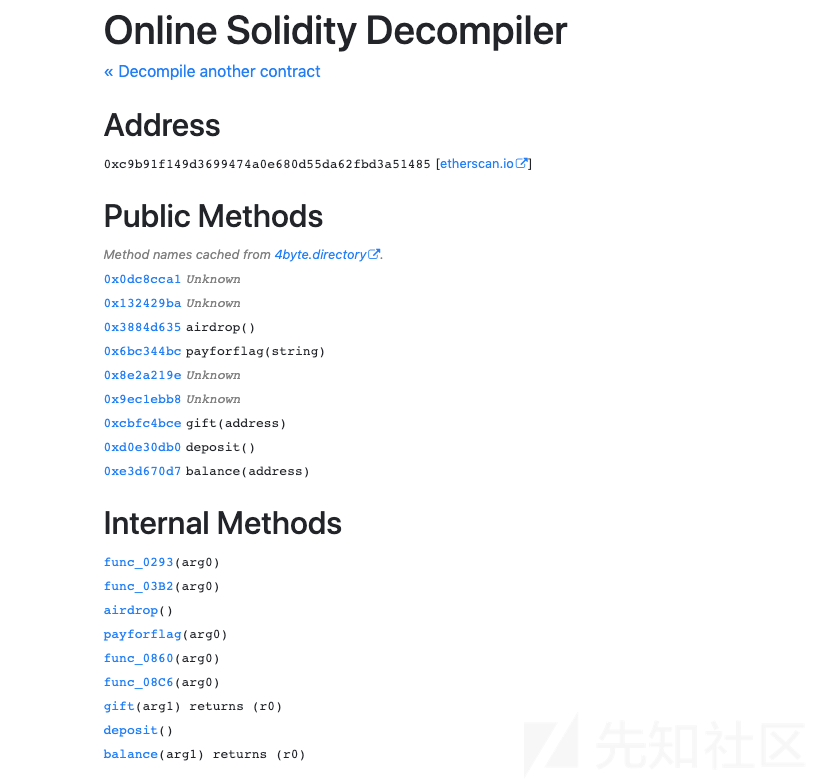 Online Solidity Decompiler
« Decompile another contract
Address
0xc9b91f149d3699474a0e680d55da62fbd3a51485 [etherscan.io]
Public Methods
Method names cached from 4byte.directory.
0x0dc8cca1 Unknown
0x132429ba Unknown
0x3884d635 airdrop()
0x6bc344bc payforflag(string)
0x8e2a219e Unknown
0x9ec1ebb8 Unknown
0xcbfc4bce gift(address)
0xd0e30db0 deposit()
0xe3d670d7 balance(address)
Internal Methods
func_0293(arg0)
func_03B2(arg0)
airdrop()
payforflag(arg0)
func_0860(arg0)
func_08C6(arg0)
gift(arg1) returns (r0)
deposit()
balance(arg1) returns (r0)
先知社区